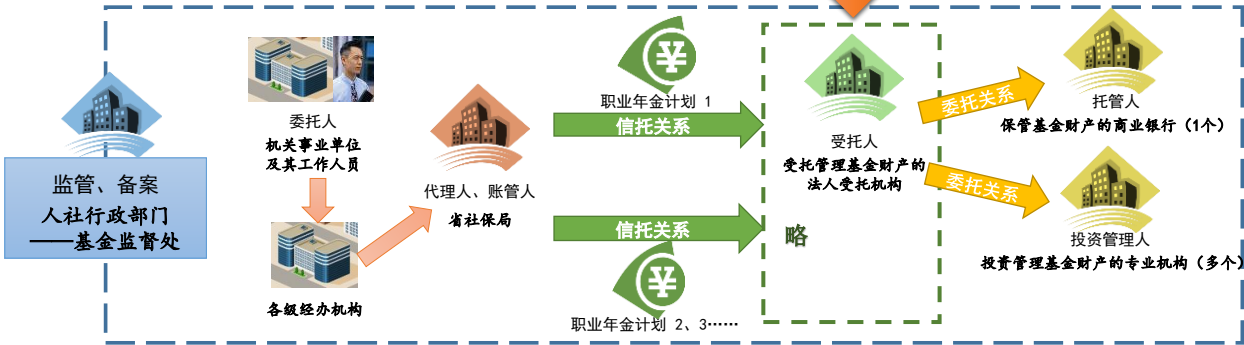 监管、备案
人社行政部门
——基金监督处
委托人
机关事业单位
及其工作人员
各级经办机构
代理人、账管人
省社保局
职业年金计划 1
信托关系
信托关系
职业年金计划 2、3……
受托人
受托管理基金财产的
法人受托机构
略
委托关系
委托关系
托管人
保管基金财产的商业银行（1个）
投资管理人
投资管理基金财产的专业机构（多个）